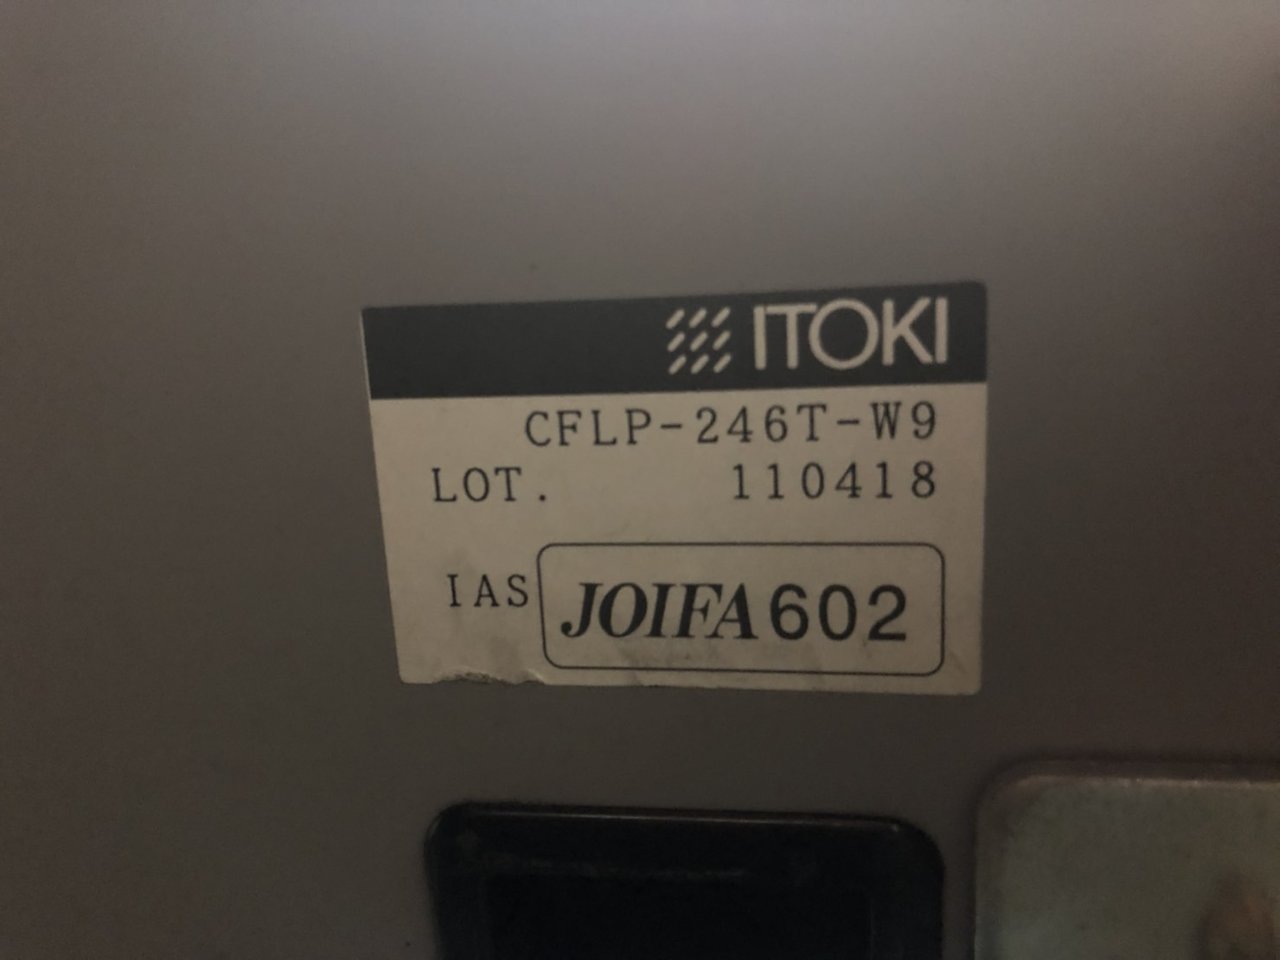 ITOKI
CFLP-246T-W9
LOT. 110418
IAS JOIFA602